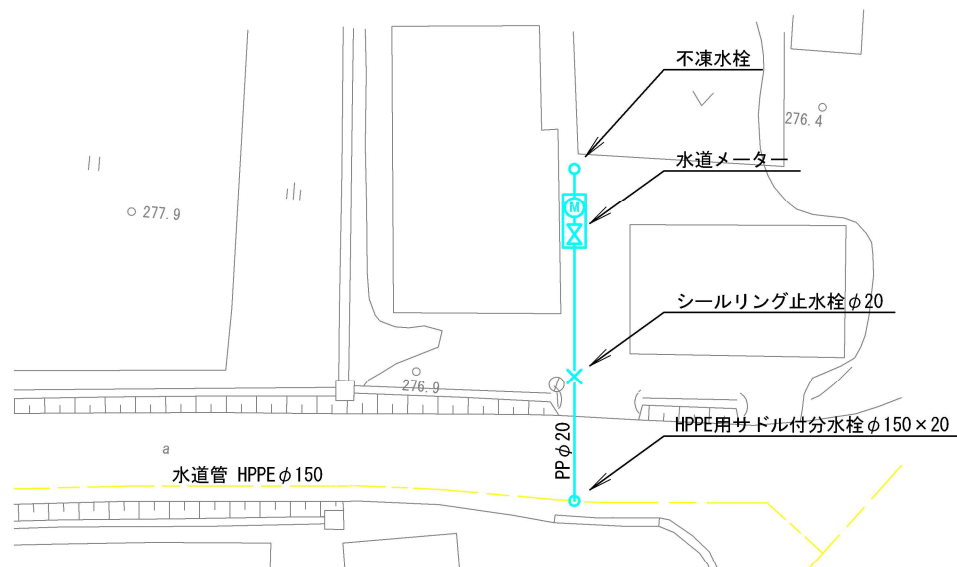 不凍水栓
276.4
水道メーター
277.9
M
シールリング止水栓φ20
276.9
HPPE用サドル付分水栓φ150×20
PPφ20
a
水道管 HPPEφ150